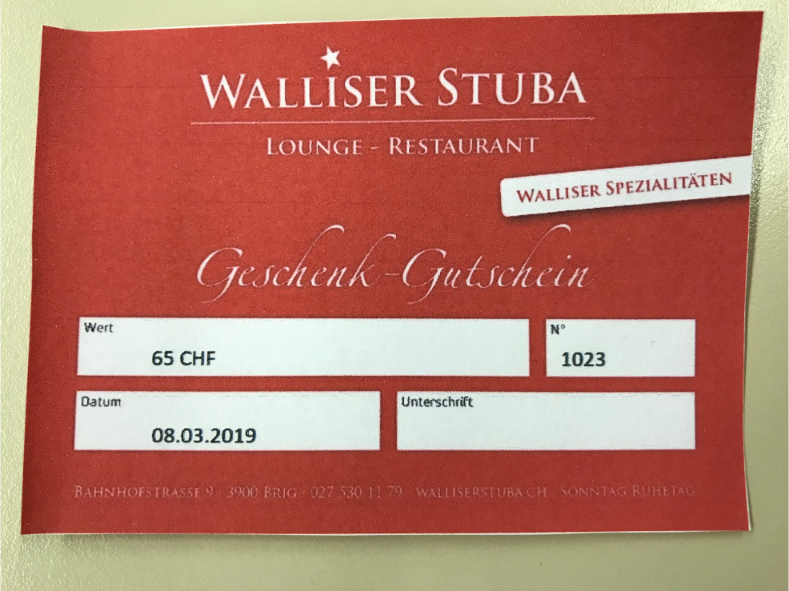 WALLISER STUBA
LOUNGE - RESTAURANT
WALLISER SPEZIALITÄTEN
Geschenk-Gutschein
Wert
65 CHF
N°
1023
Datum
08.03.2019
Unterschrift
BAHNHOFSTRASSE 9 · 3900 BRIG · 027 530 11 79 · WALLISERSTUBA.CH · SONNTAG RUHETAG